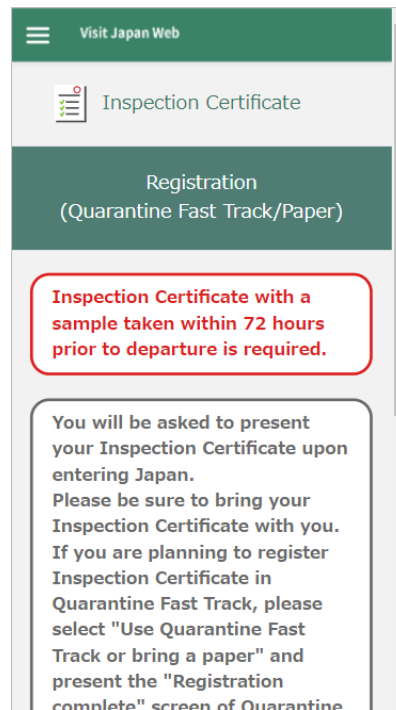 Visit Japan Web
Inspection Certificate
Registration
(Quarantine Fast Track/Paper)
Inspection Certificate with a
sample taken within 72 hours
prior to departure is required.
You will be asked to present
your Inspection Certificate upon
entering Japan.
Please be sure to bring your
Inspection Certificate with you.
If you are planning to register
Inspection Certificate in
Quarantine Fast Track, please
select "Use Quarantine Fast
Track or bring a paper" and
present the "Registration
complete" screen of Quarantine